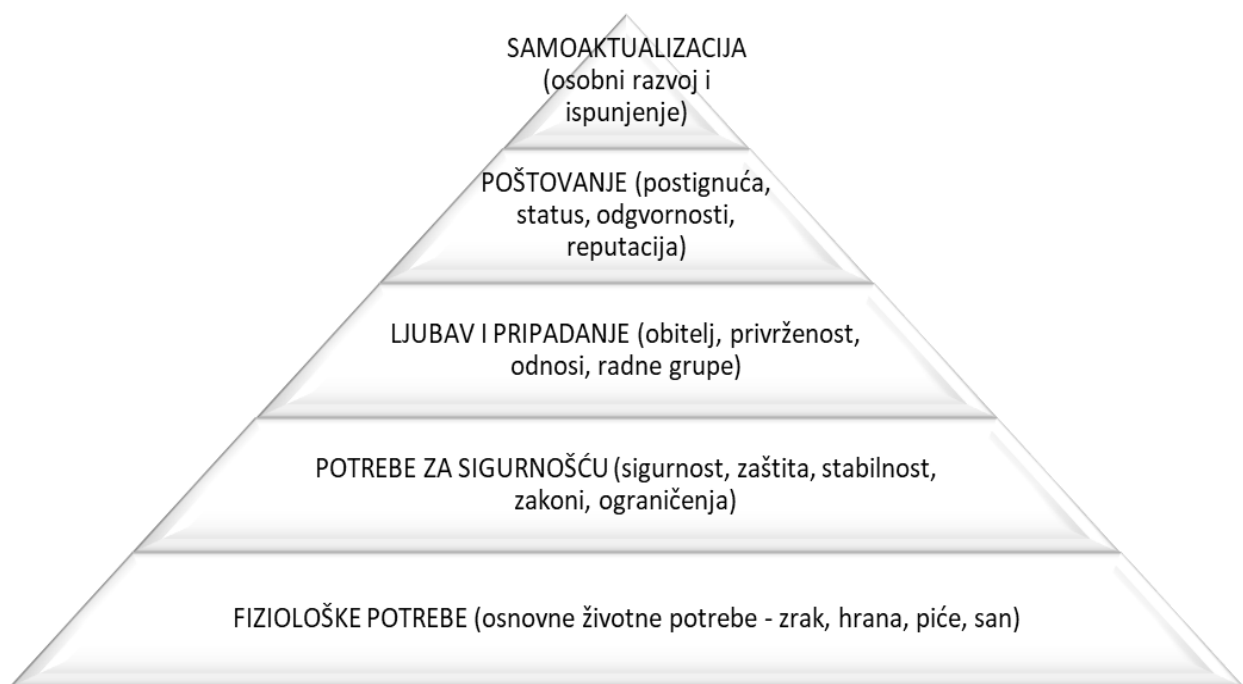 SAMOAKTUALIZACIJA
(osobni razvoj i
ispunjenje)
POŠTOVANJE (postignuća,
status, odgvornosti,
reputacija)
LJUBAV I PRIPADANJE (obitelj, privrženost,
odnosi, radne grupe)
POTREBE ZA SIGURNOŠĆU (sigurnost, zaštita, stabilnost,
zakoni, ograničenja)
FIZIOLOŠKE POTREBE (osnovne životne potrebe - zrak, hrana, piće, san)